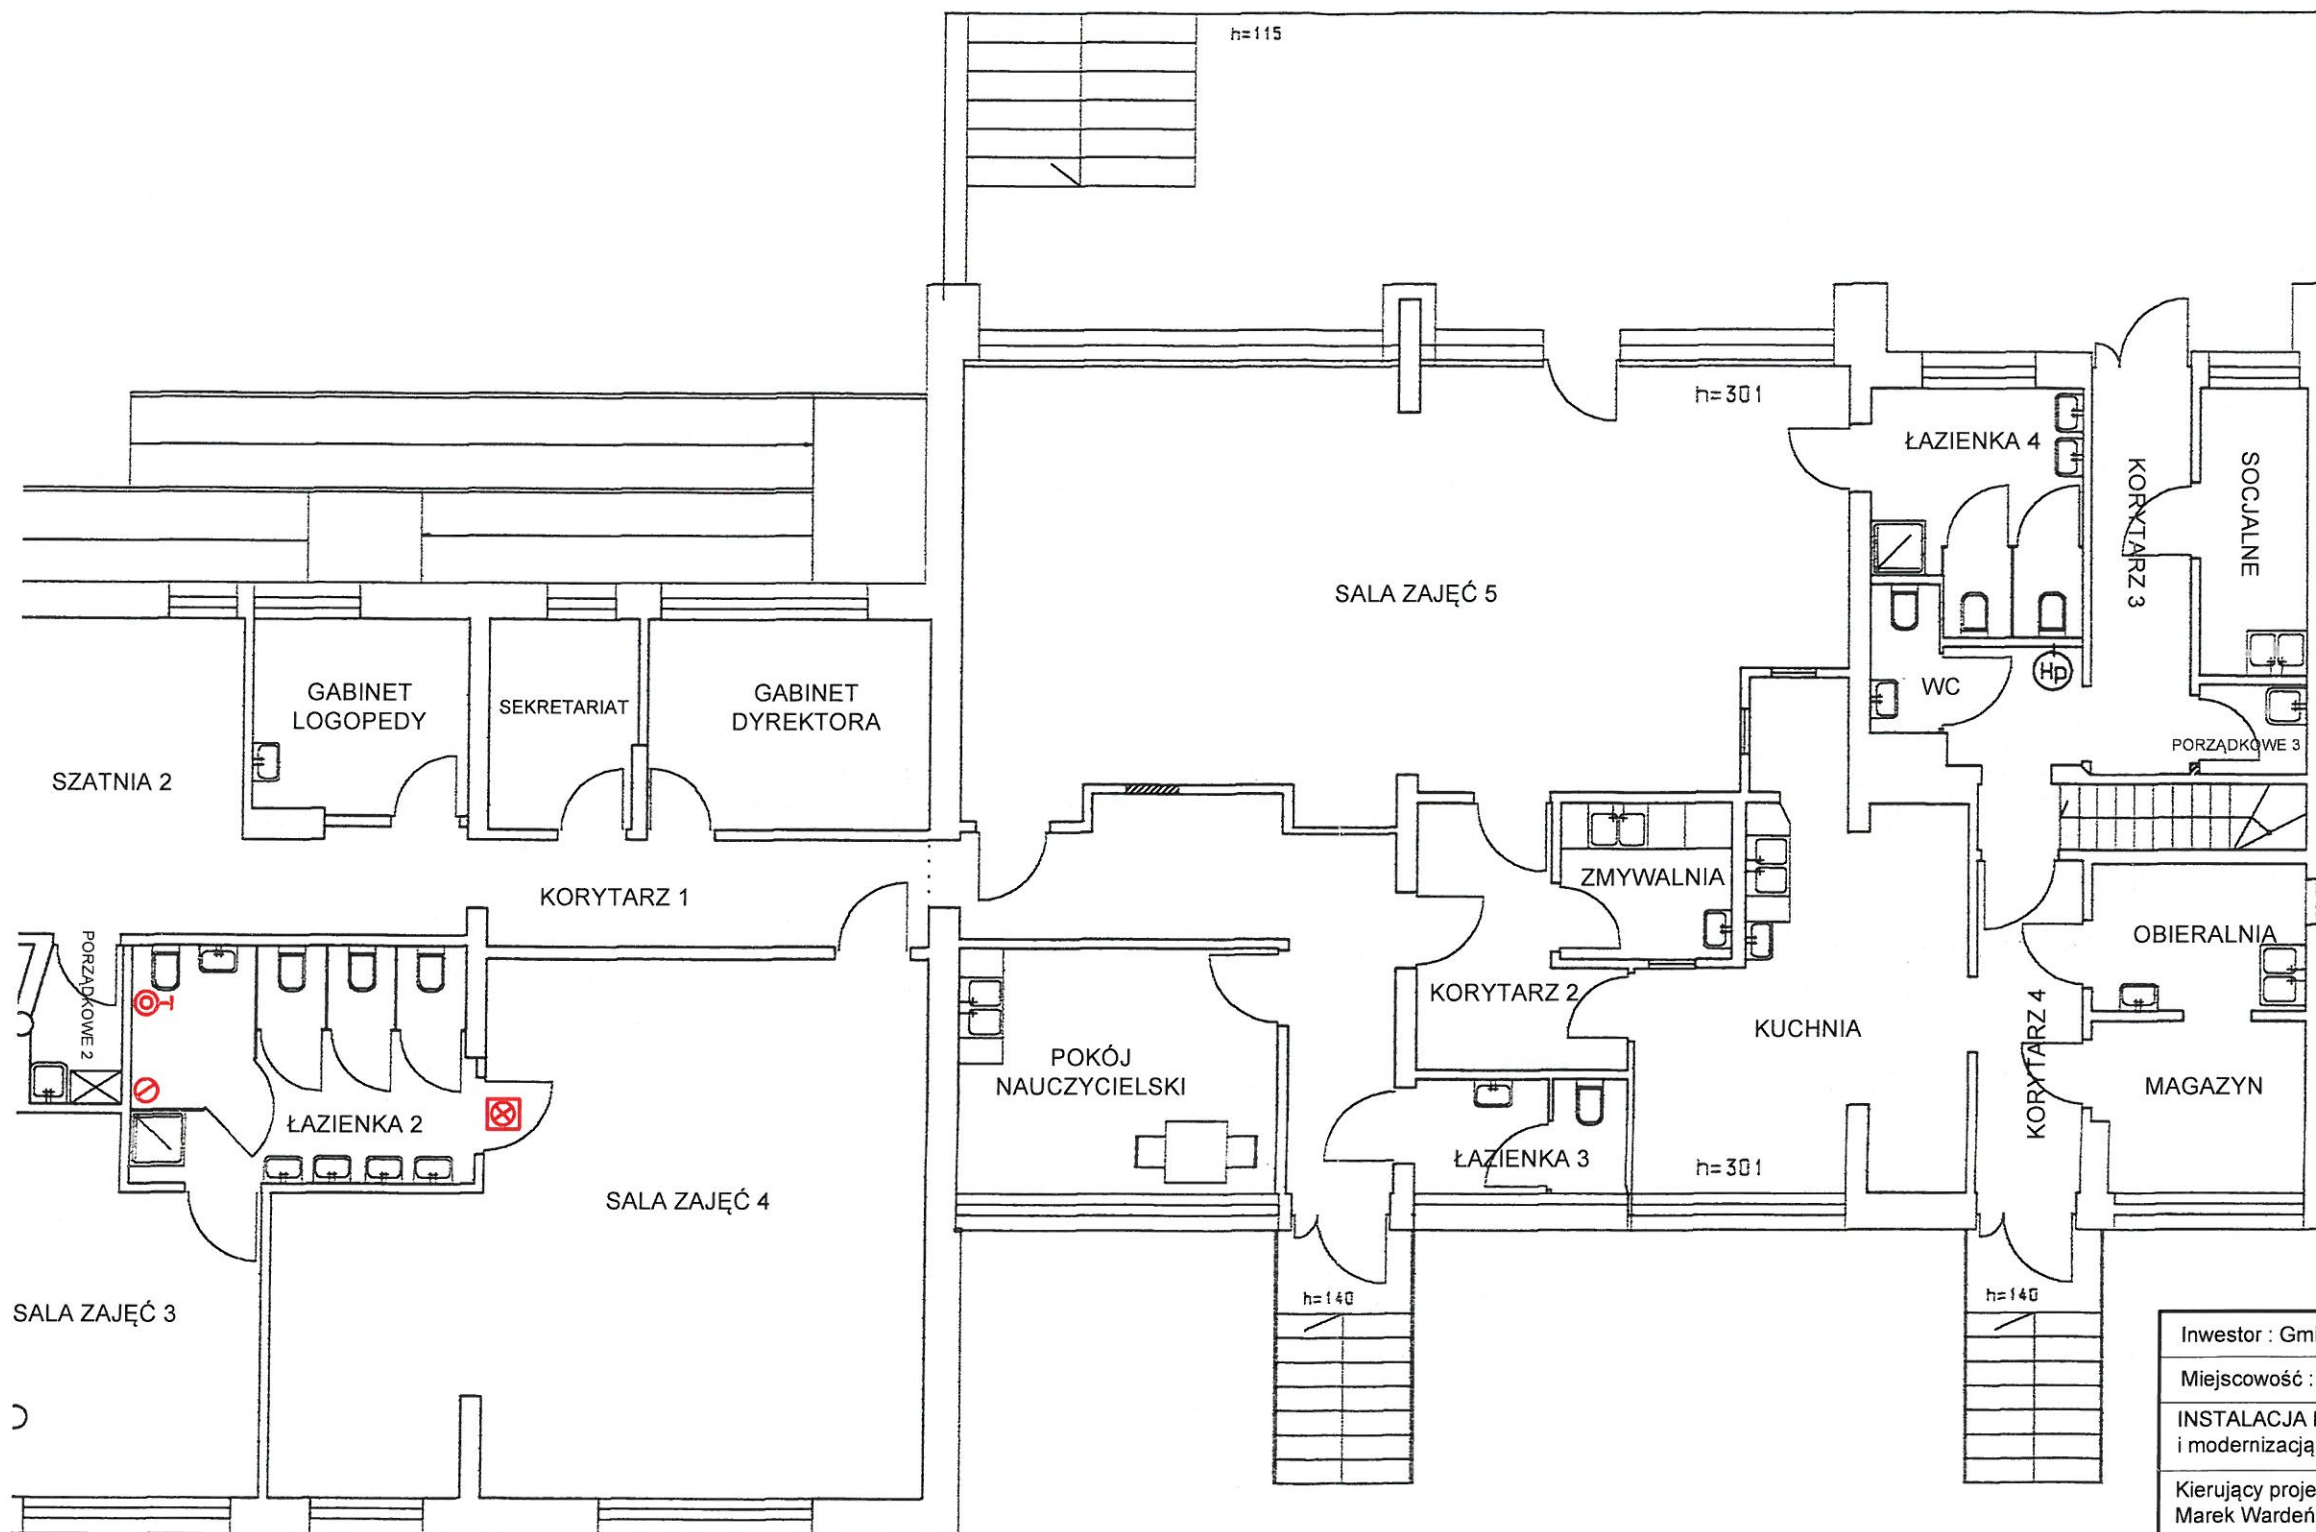 h=115
h=301
ŁAZIENKA 4
KORYTARZ 3
SOCJALNE
SALA ZAJĘĆ 5
GABINET
LOGOPEDY
SEKRETARIAT
GABINET
DYREKTORA
WC
HP
PORZĄDKOWE 3
SZATNIA 2
KORYTARZ 1
ZMYWALNIA
OBIERALNIA
PORZĄDKOWE 2
KORYTARZ 2
KUCHNIA
KORYTARZ 4
POKÓJ
NAUCZYCIELSKI
MAGAZYN
ŁAZIENKA 2
ŁAZIENKA 3
h=301
SALA ZAJĘĆ 4
SALA ZAJĘĆ 3
h=140
h=140
Inwestor : Gmi
Miejscowość :
INSTALACJA
i modernizacją
Kierujący proje
Marek Wardeń